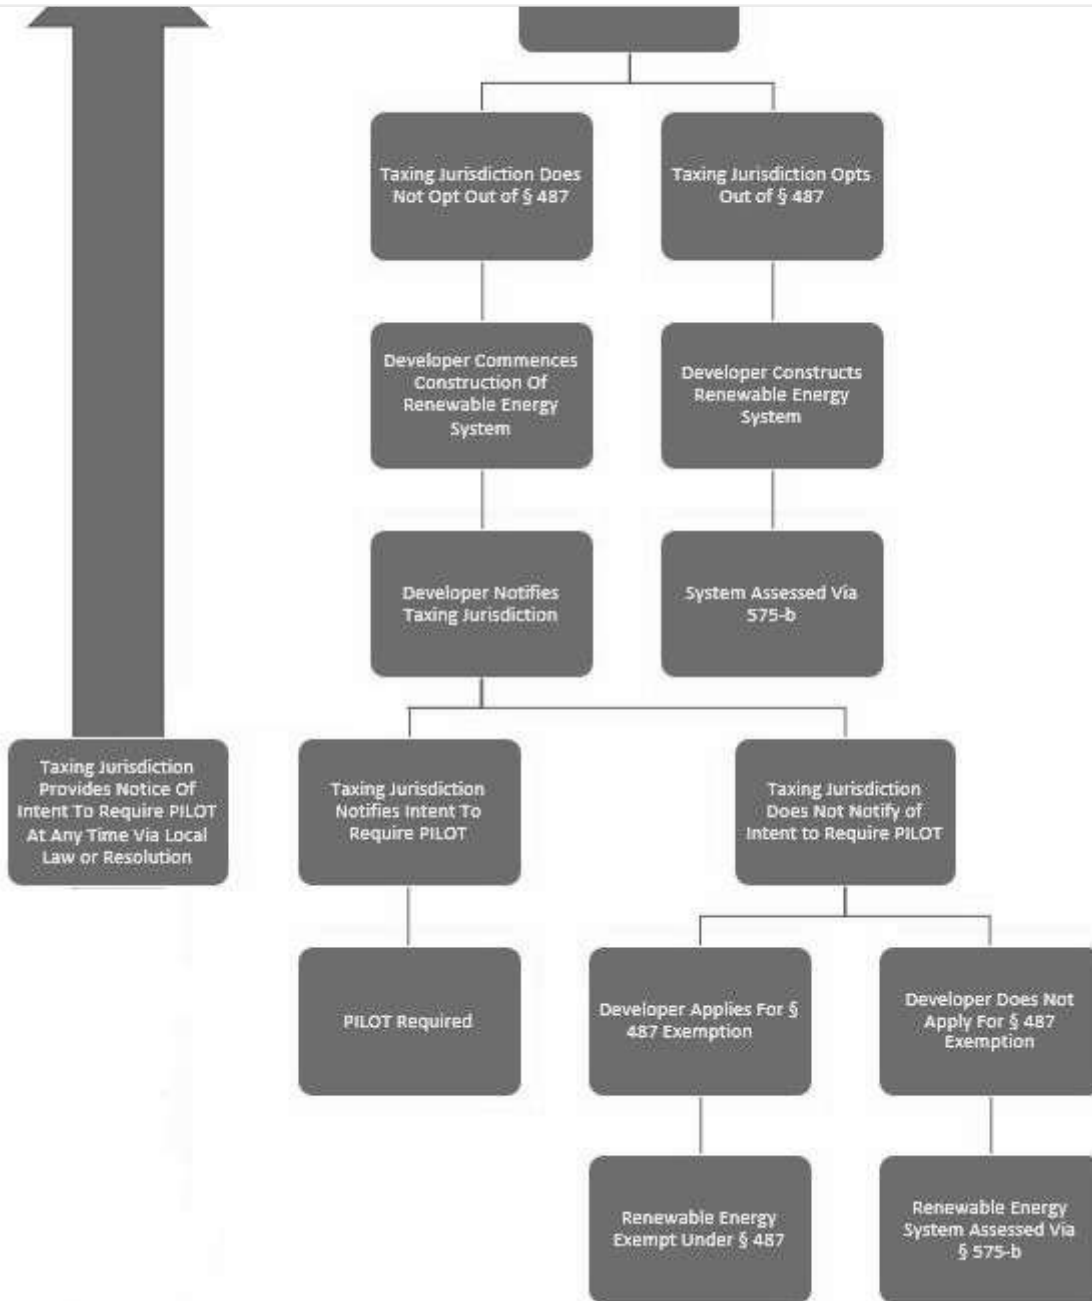 Taxing Jurisdiction Does
Not Opt Out of § 487
Taxing Jurisdiction Opts
Out of § 487
Developer Commences
Construction Of
Renewable Energy
System
Developer Constructs
Renewable Energy
System
Developer Notifies
Taxing Jurisdiction
System Assessed Via
575-b
Taxing Jurisdiction
Provides Notice Of
Intent To Require PILOT
At Any Time Via Local
Law or Resolution
Taxing Jurisdiction
Notifies Intent To
Require PILOT
Taxing Jurisdiction
Does Not Notify of
Intent to Require PILOT
PILOT Required
Developer Applies For §
487 Exemption
Developer Does Not
Apply For § 487
Exemption
Renewable Energy
Exempt Under § 487
Renewable Energy
System Assessed Via
§ 575-b